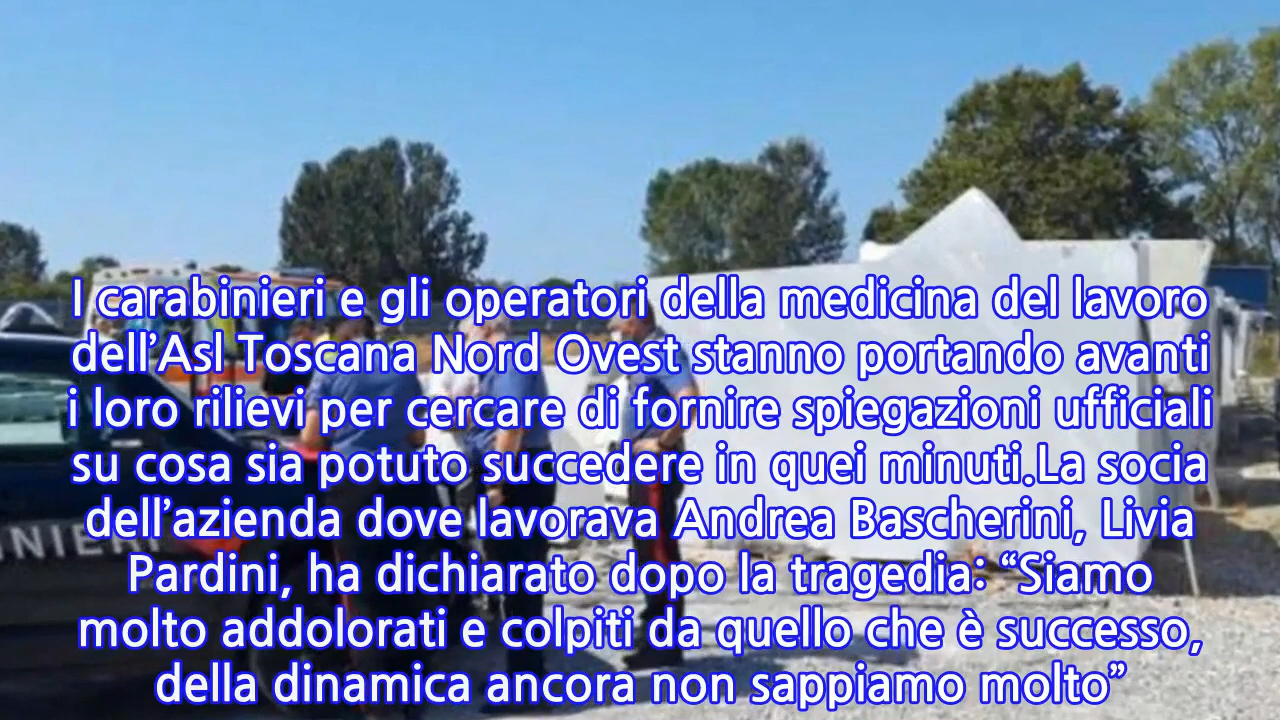 I carabinieri e gli operatori della medicina del lavoro
dell'Asl Toscana Nord Ovest stanno portando avanti
i loro rilievi per cercare di fornire spiegazioni ufficiali
su cosa sia potuto succedere in quei minuti.La socia
dell'azienda dove lavorava Andrea Bascherini, Livia
Pardini, ha dichiarato dopo la tragedia: “Siamo
molto addolorati e colpiti da quello che è successo,
della dinamica ancora non sappiamo molto”
INIERI